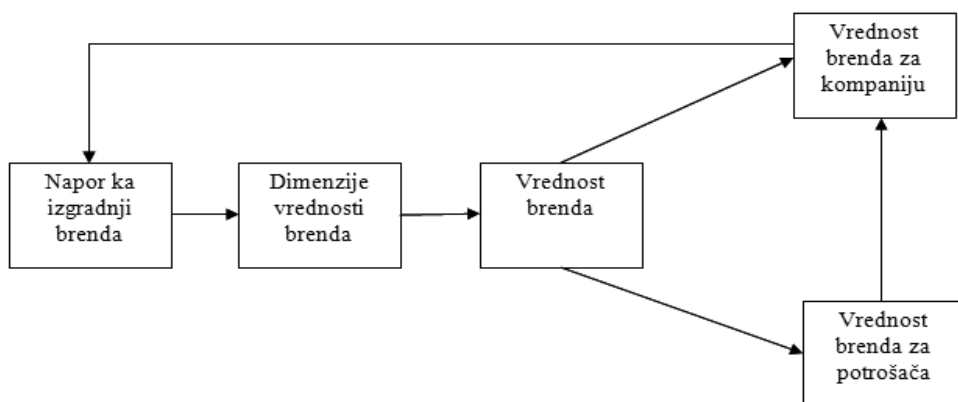 Vrednost
brenda za
kompaniju
Napor ka
izgradnji
brenda
Dimenzije
vrednosti
brenda
Vrednost
brenda
Vrednost
brenda za
potrošača